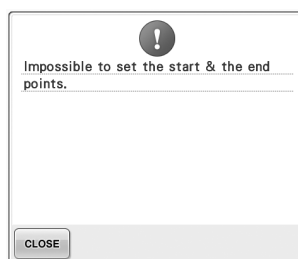 Impossible to set the start & the end
points.
CLOSE